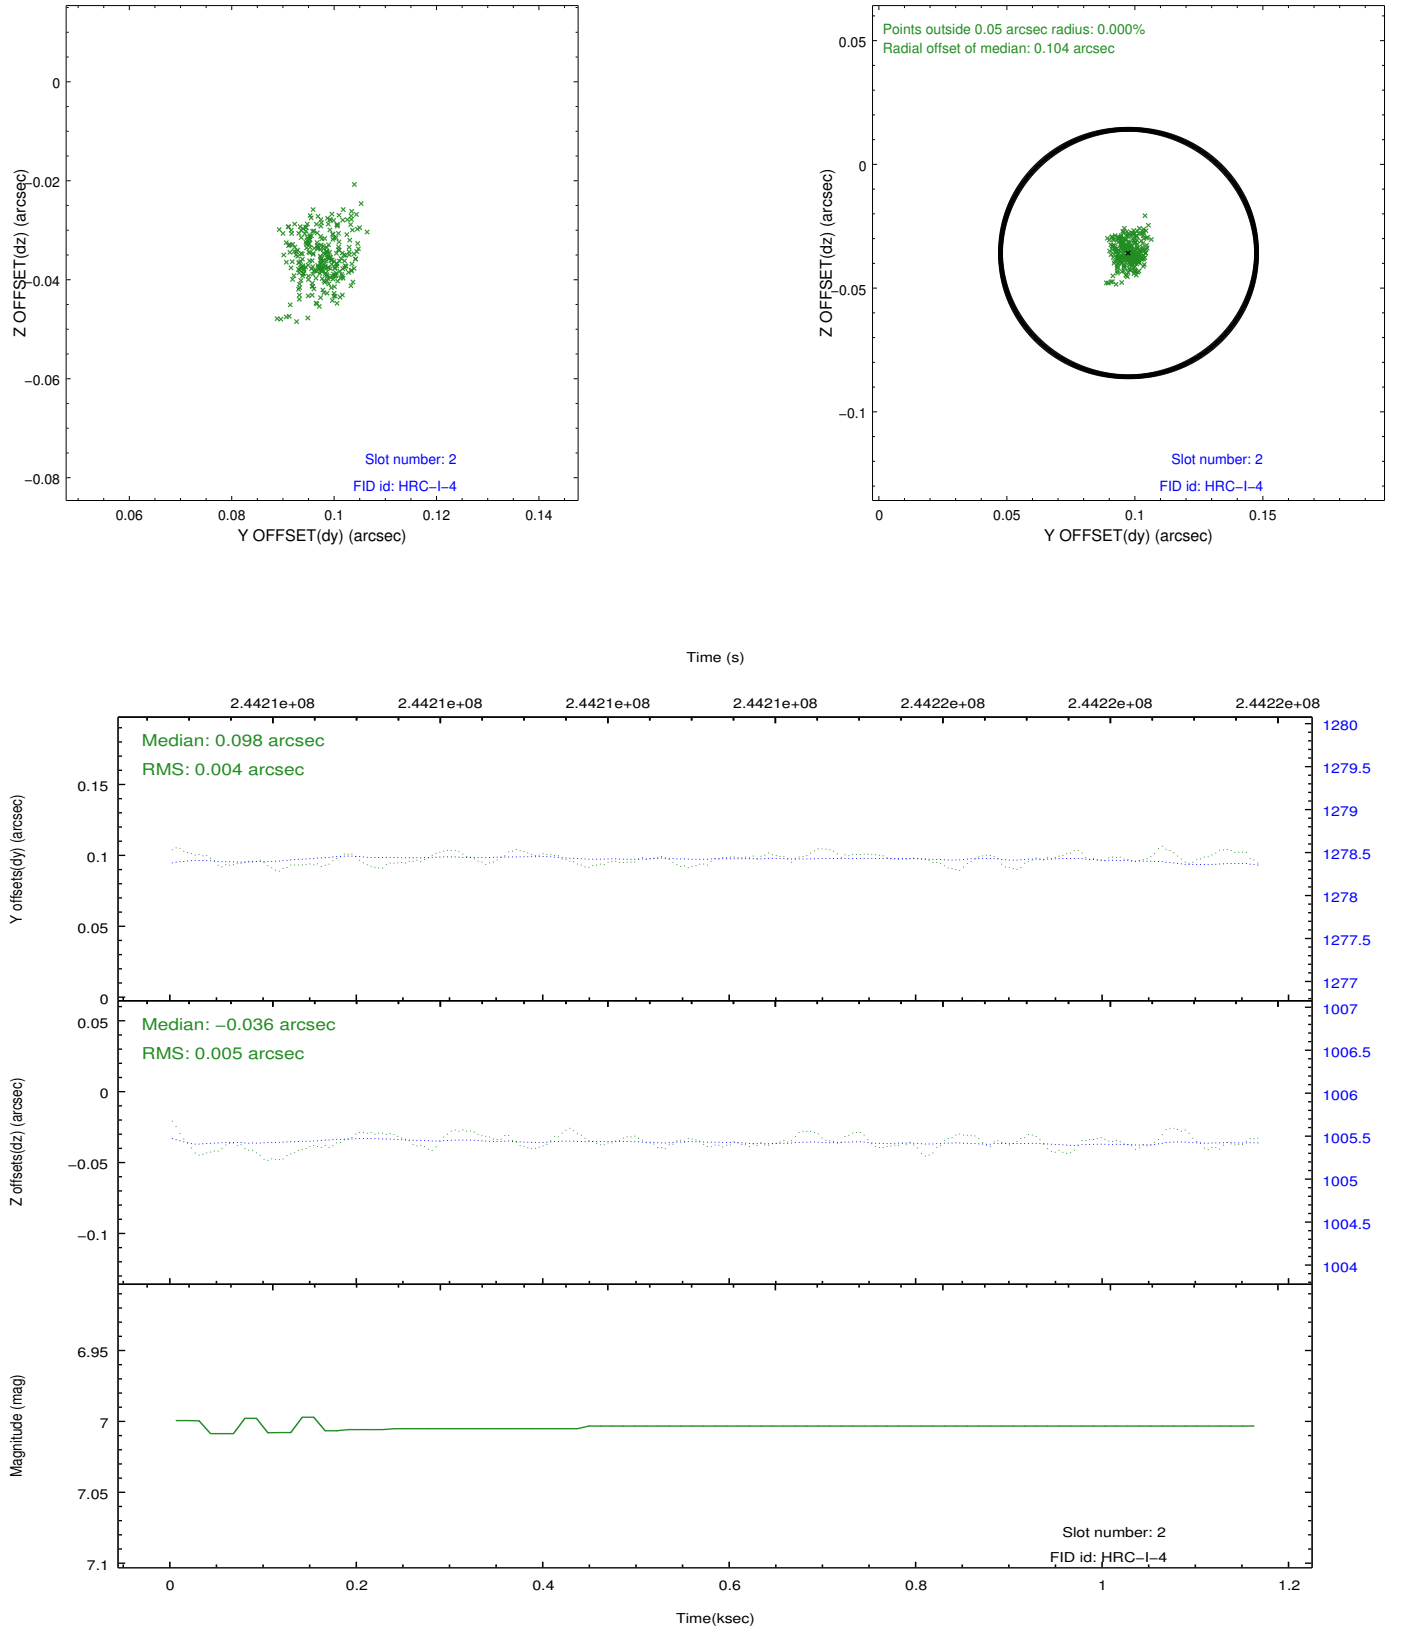 0
−0.02
−0.04
−0.06
−0.08
Z OFFSET(dz) (arcsec)
Slot number: 2
FID id: HRC−I−4
0.06 0.08 0.1 0.12 0.14
Y OFFSET(dy) (arcsec)
Points outside 0.05 arcsec radius: 0.000%
Radial offset of median: 0.104 arcsec
0.05
0
−0.05
−0.1
Z OFFSET(dz) (arcsec)
Slot number: 2
FID id: HRC−I−4
0 0.05 0.1 0.15
Y OFFSET(dy) (arcsec)
Time (s)
2.4421e+08 2.4421e+08 2.4421e+08 2.4421e+08 2.4422e+08 2.4422e+08 2.4422e+08
Median: 0.098 arcsec
RMS: 0.004 arcsec
0.15
0.1
0.05
0
Y offsets(dy) (arcsec)
1280
1279.5
1279
1278.5
1278
1277.5
1277
Median: −0.036 arcsec
RMS: 0.005 arcsec
0.05
0
−0.05
−0.1
Z offsets(dz) (arcsec)
1007
1006.5
1006
1005.5
1005
1004.5
1004
6.95
7
7.05
7.1
Magnitude (mag)
Slot number: 2
FID id: HRC−I−4
0 0.2 0.4 0.6 0.8 1 1.2
Time(ksec)